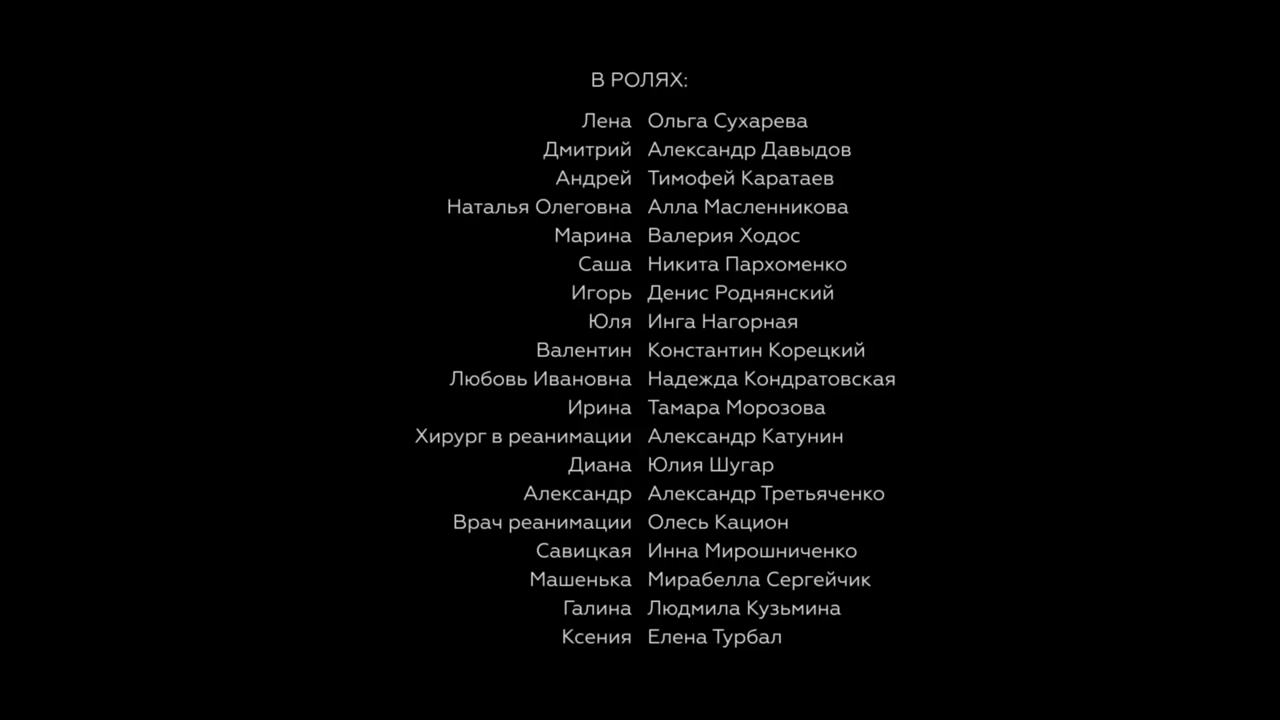 В РОЛЯХ:
Лена Ольга Сухарева
Дмитрий Александр Давыдов
Андрей Тимофей Каратаев
Наталья Олеговна Алла Масленникова
Марина Валерия Ходос
Саша Никита Пархоменко
Игорь Денис Роднянский
Юля Инга Нагорная
Валентин Константин Корецкий
Любовь Ивановна Надежда Кондратовская
Ирина Тамара Морозова
Хирург в реанимации Александр Катунин
Диана Юлия Шугар
Александр Александр Третьяченко
Врач реанимации Олесь Кацион
Савицкая Инна Мирошниченко
Машенька Мирабелла Сергейчик
Галина Людмила Кузьмина
Ксения Елена Турбал